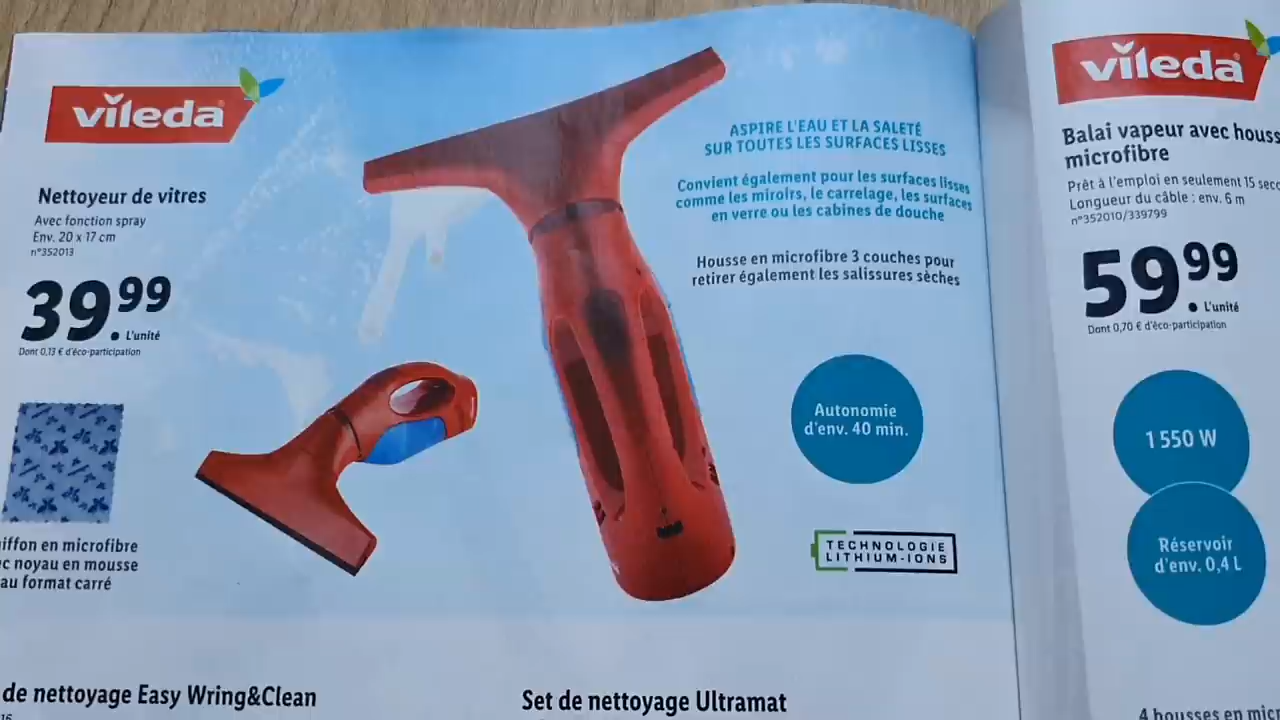 vileda
Nettoyeur de vitres
Avec fonction spray
Env. 20 x 17 cm
n°352013
39.99
L'unité
Dont 0,13 € d'éco-participation
iffon en microfibre
c noyau en mousse
au format carré
ASPIRE L'EAU ET LA SALETÉ
SUR TOUTES LES SURFACES LISSES
Convient également pour les surfaces lisses
comme les miroirs, le carrelage, les surfaces
en verre ou les cabines de douche
Housse en microfibre 3 couches pour
retirer également les salissures sèches
Autonomie
d'env. 40 min.
TECHNOLOGIE
LITHIUM-IONS
de nettoyage Easy Wring&Clean
16
Set de nettoyage Ultramat
vileda
Balai vapeur avec houss
microfibre
Prêt à l'emploi en seulement 15 sec
Longueur du câble : env. 6 m
n°352010/339799
59.99
L'unité
Dont 0,70 € d'éco-participation
1 550 W
Réservoir
d'env. 0,4 L
4 housses en micr